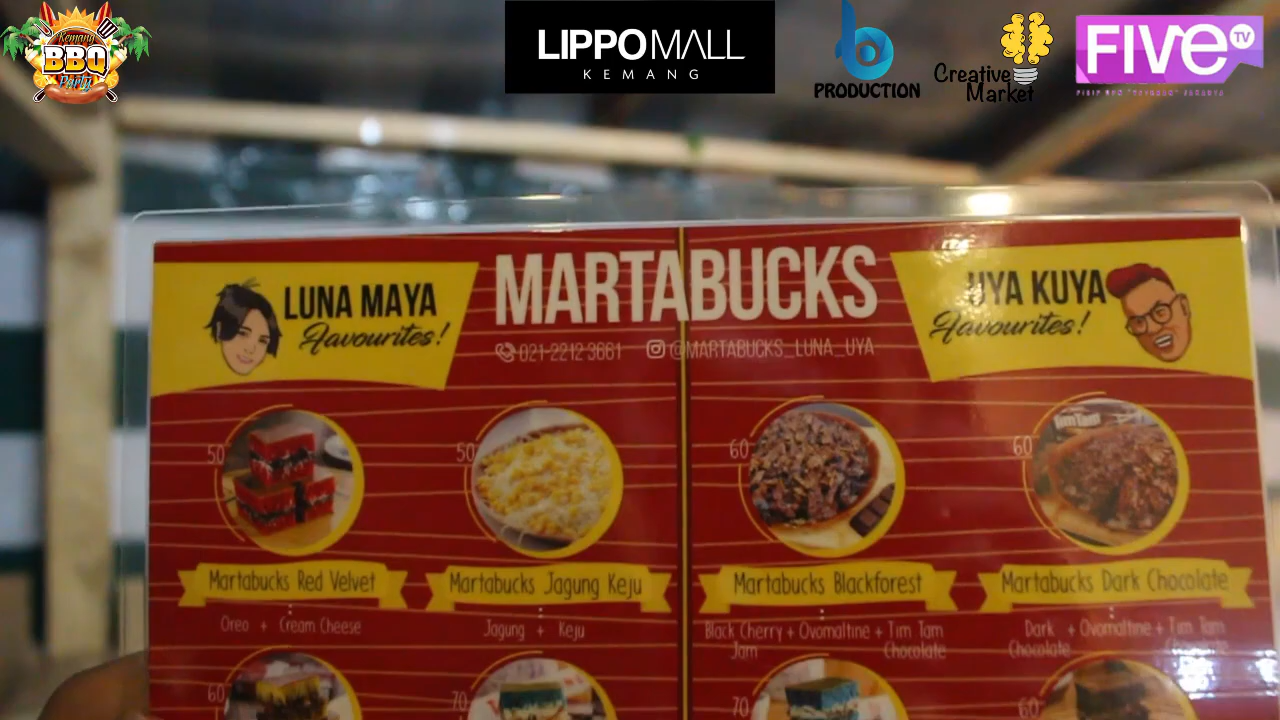 Kemang
BBQ
Party
LIPPO MALL
KEMANG
b
PRODUCTION
Creative
Market
FIVE TV
LUNA MAYA
Favourites!
MARTABUCKS
021-2212 3661 @MARTABUCKS_LUNA_UYA
UYA KUYA
Favourites!
50 50 60 60
TimTam
Martabucks Red Velvet
Oreo + Cream Cheese
Martabucks Jagung Keju
Jagung + Keju
Martabucks Blackforest
Black Cherry + Ovomaltine + Tim Tam
Jam Chocolate
Martabucks Dark Chocolate
Dark + Ovomaltine + Tim Tam
Chocolate Chocolate
60 70 70 60